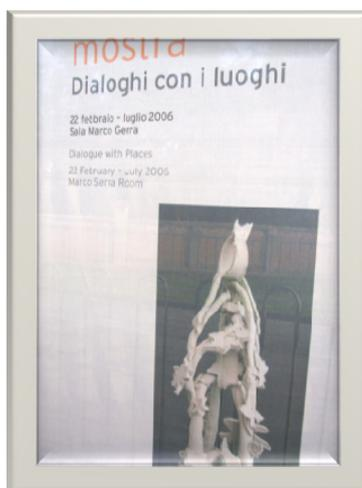 mostra
Dialoghi con i luoghi
22 febbraio - luglio 2006
Sala Marco Gerra
Dialogue with Places
22 February - July 2006
Marco Serra Room